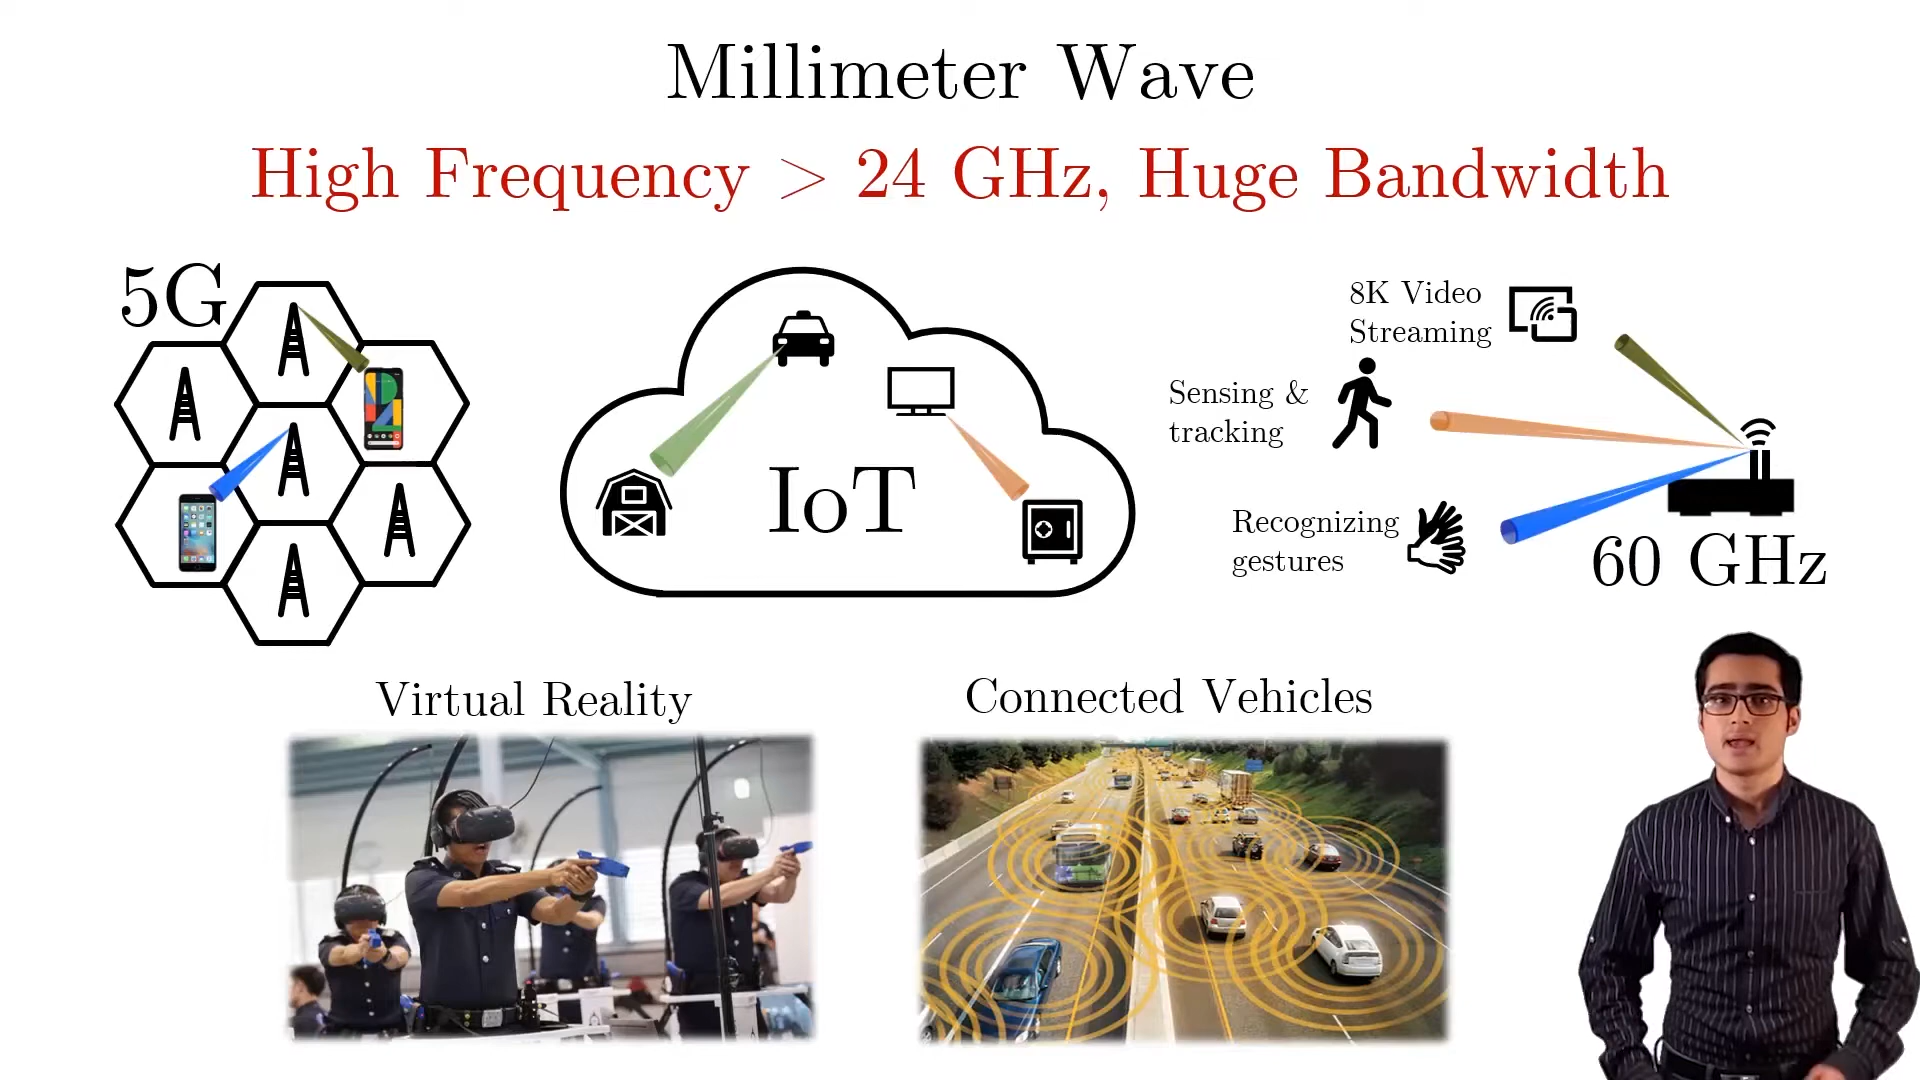 Millimeter Wave
High Frequency > 24 GHz, Huge Bandwidth
5G
IoT
8K Video
Streaming
Sensing &
tracking
Recognizing
gestures
60 GHz
Virtual Reality
Connected Vehicles